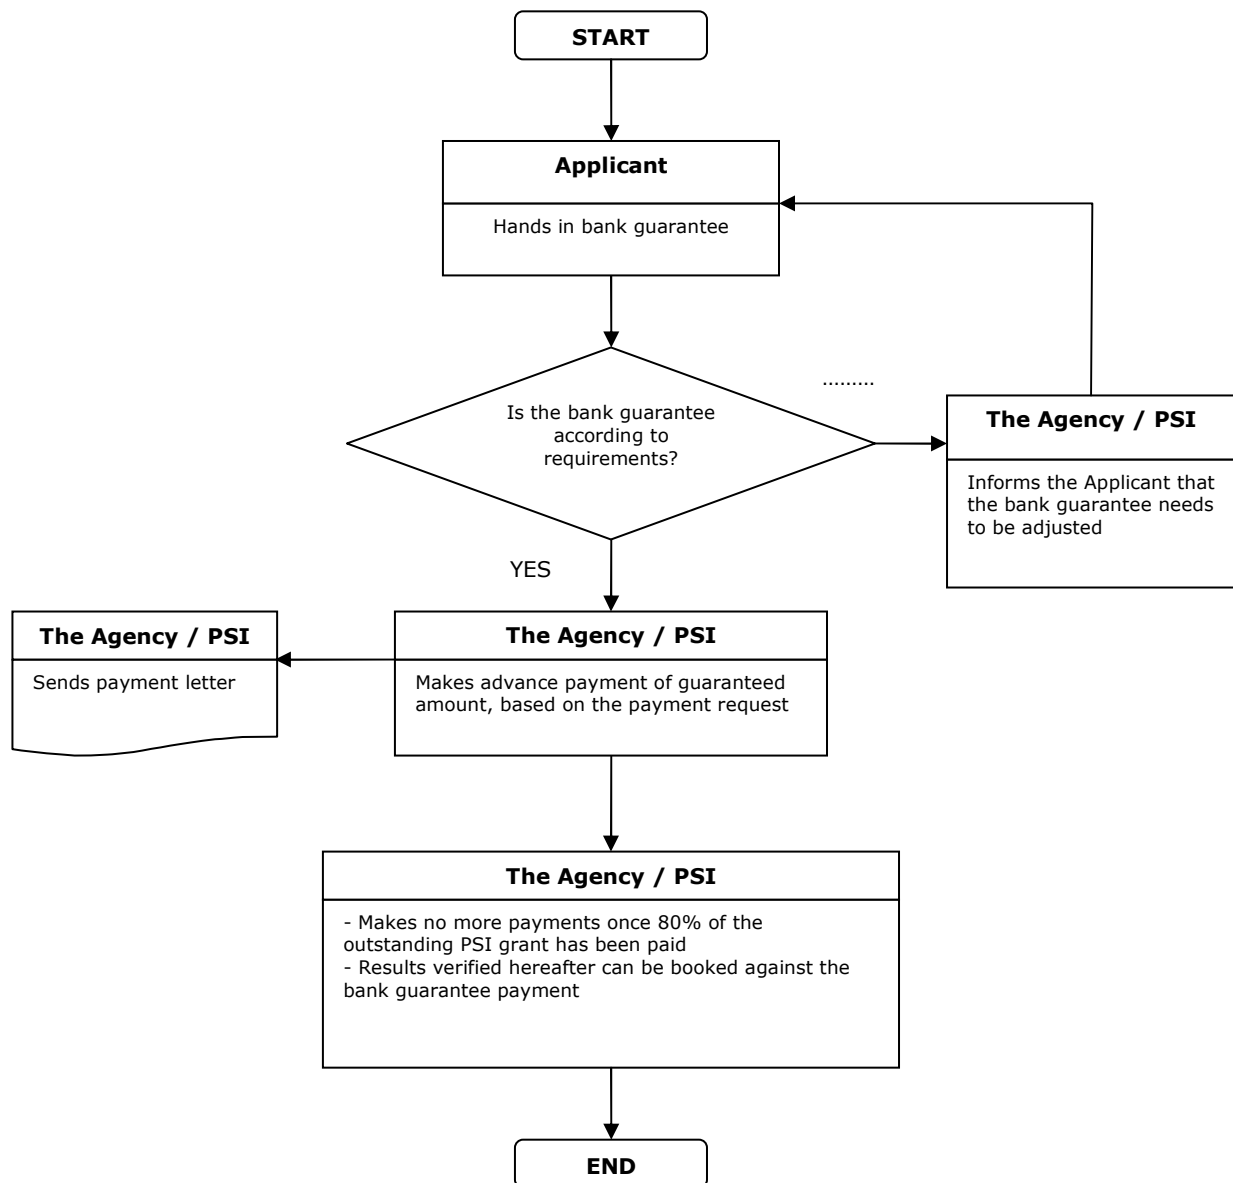 START
Applicant
Hands in bank guarantee
.........
Is the bank guarantee
according to
requirements?
The Agency / PSI
Informs the Applicant that
the bank guarantee needs
to be adjusted
YES
The Agency / PSI
Sends payment letter
The Agency / PSI
Makes advance payment of guaranteed
amount, based on the payment request
The Agency / PSI
- Makes no more payments once 80% of the
outstanding PSI grant has been paid
- Results verified hereafter can be booked against the
bank guarantee payment
END